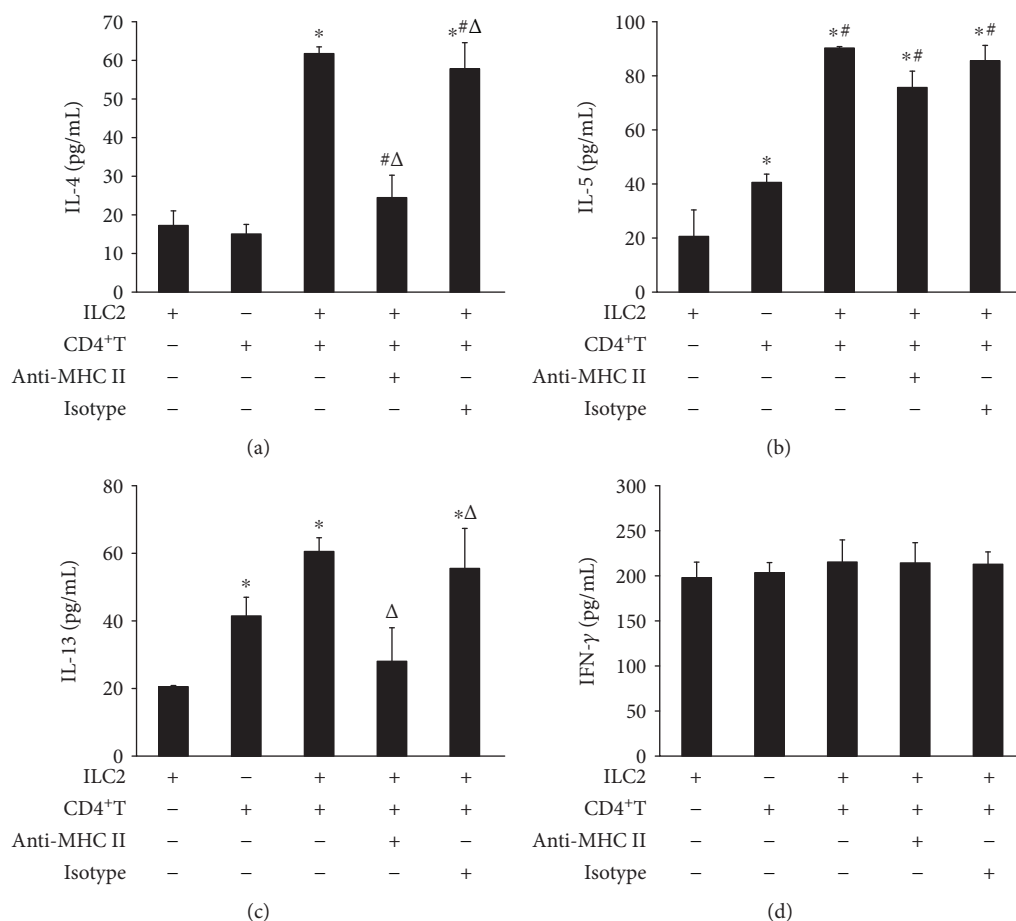 70
60
50
40
30
20
10
0
IL-4 (pg/mL)
*
#Δ
*#Δ
ILC2 + − + + +
CD4⁺T − + + + +
Anti-MHC II − − − + −
Isotype − − − − +
(a)
100
80
60
40
20
0
IL-5 (pg/mL)
*
*#
*#
*#
ILC2 + − + + +
CD4⁺T − + + + +
Anti-MHC II − − − + −
Isotype − − − − +
(b)
80
60
40
20
0
IL-13 (pg/mL)
*
*
Δ
*Δ
ILC2 + − + + +
CD4⁺T − + + + +
Anti-MHC II − − − + −
Isotype − − − − +
(c)
300
250
200
150
100
50
0
IFN-γ (pg/mL)
ILC2 + − + + +
CD4⁺T − + + + +
Anti-MHC II − − − + −
Isotype − − − − +
(d)